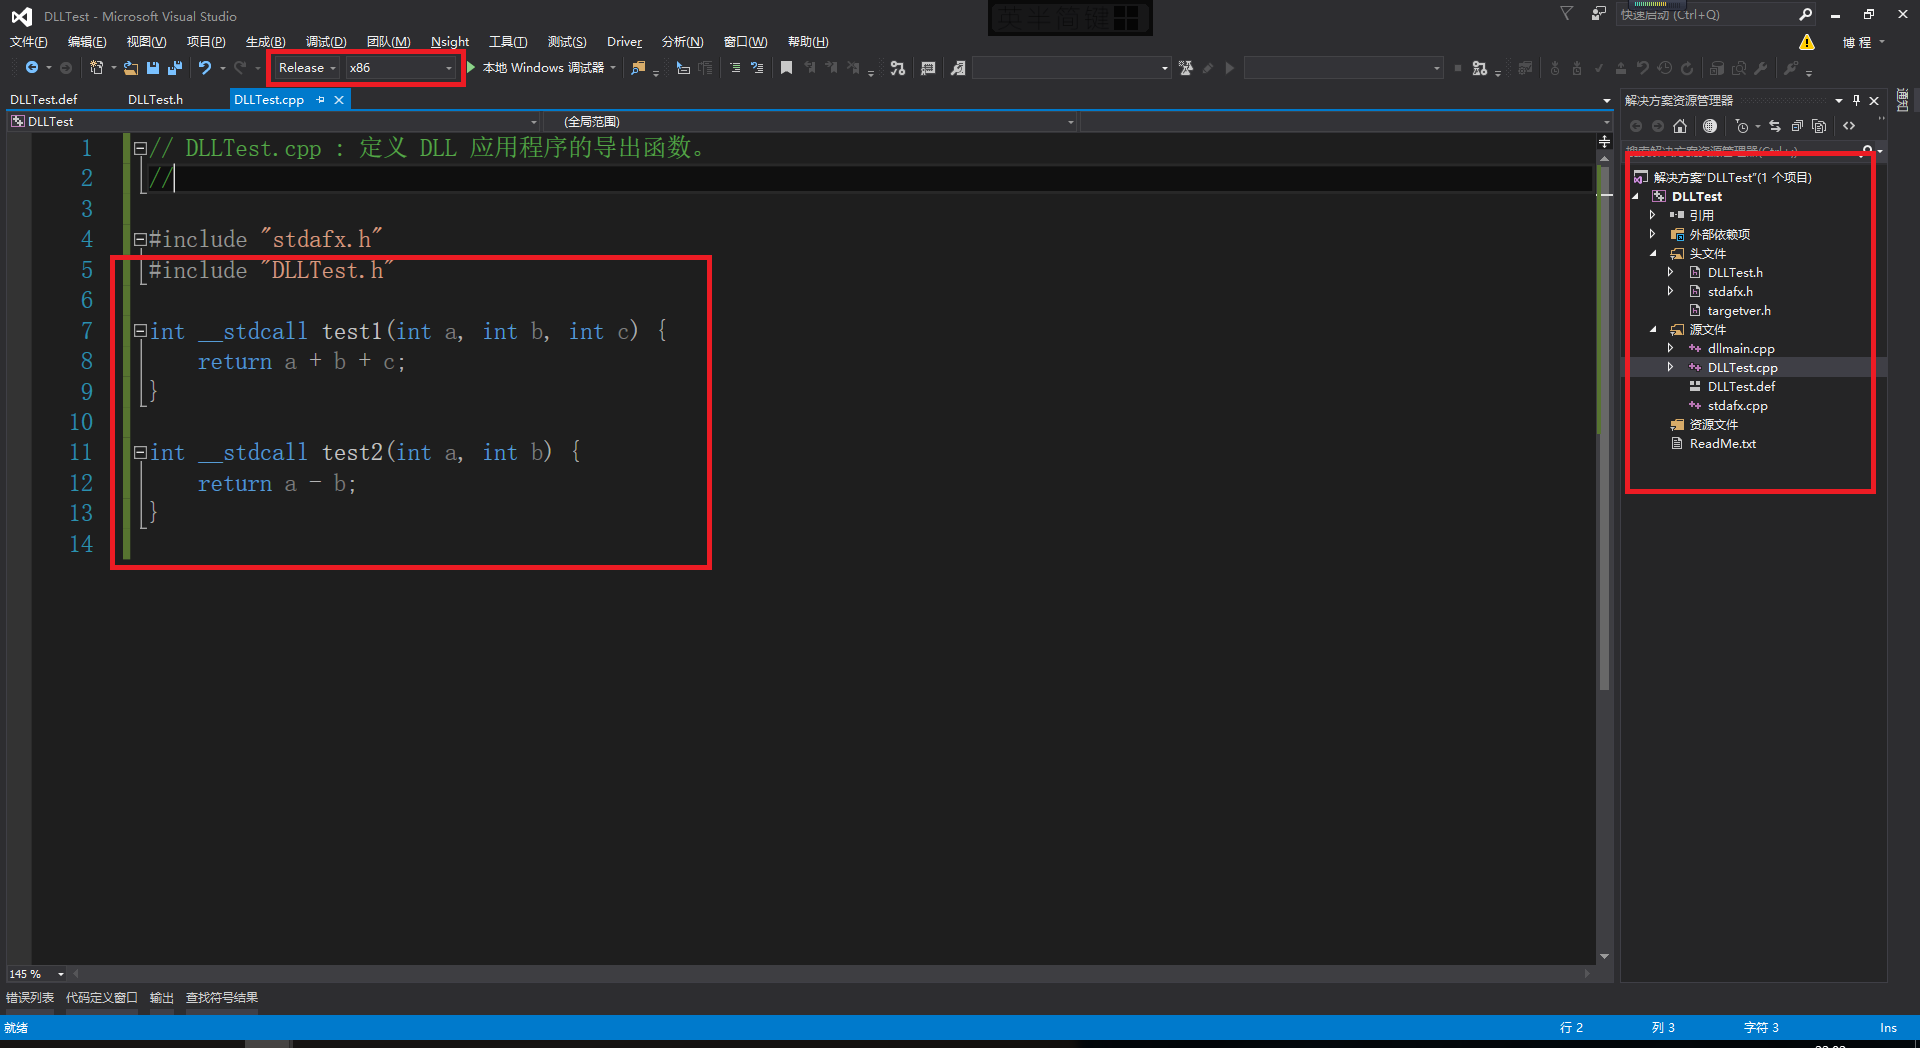 DLLTest - Microsoft Visual Studio
英半简键
快速启动 (Ctrl+Q)
文件(F) 编辑(E) 视图(V) 项目(P) 生成(B) 调试(D) 团队(M) Nsight 工具(T) 测试(S) Driver 分析(N) 窗口(W) 帮助(H)
博 程
Release x86 本地 Windows 调试器
DLLTest.def DLLTest.h DLLTest.cpp
DLLTest (全局范围)
1 // DLLTest.cpp : 定义 DLL 应用程序的导出函数。
2 //
3
4 #include "stdafx.h"
5 #include "DLLTest.h"
6
7 int __stdcall test1(int a, int b, int c) {
8 return a + b + c;
9 }
10
11 int __stdcall test2(int a, int b) {
12 return a - b;
13 }
14
解决方案资源管理器
通知
搜索解决方案资源管理器(Ctrl+;)
解决方案"DLLTest"(1 个项目)
DLLTest
引用
外部依赖项
头文件
DLLTest.h
stdafx.h
targetver.h
源文件
dllmain.cpp
DLLTest.cpp
DLLTest.def
stdafx.cpp
资源文件
ReadMe.txt
145 %
错误列表 代码定义窗口 输出 查找符号结果
就绪 行 2 列 3 字符 3 Ins